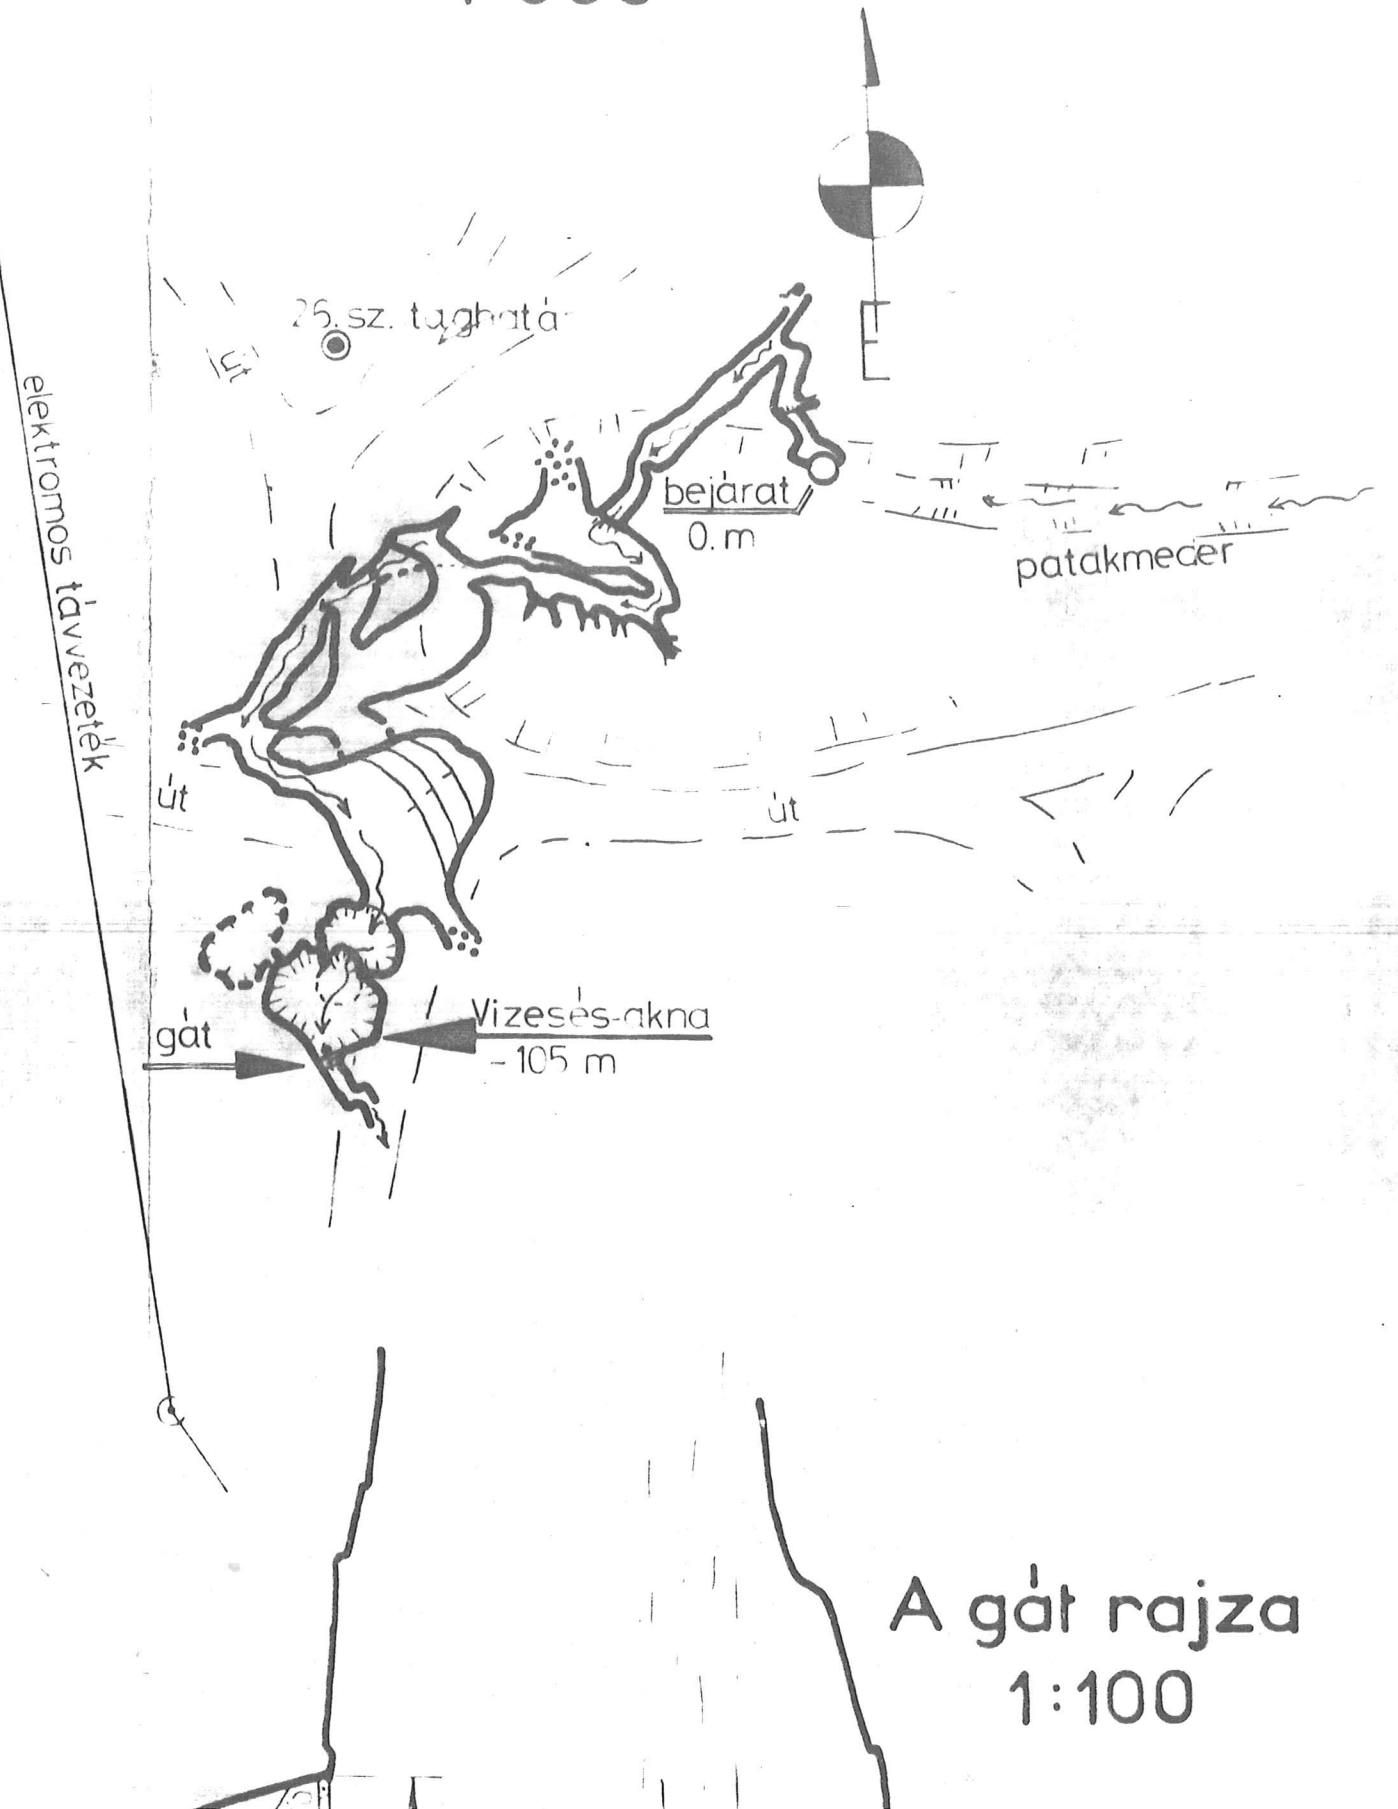 É
26.sz. tughatá
út
elektromos távvezeték
bejárat
0.m
patakmeder
út
út
Vizesés-akna
-105 m
gát
A gát rajza
1:100